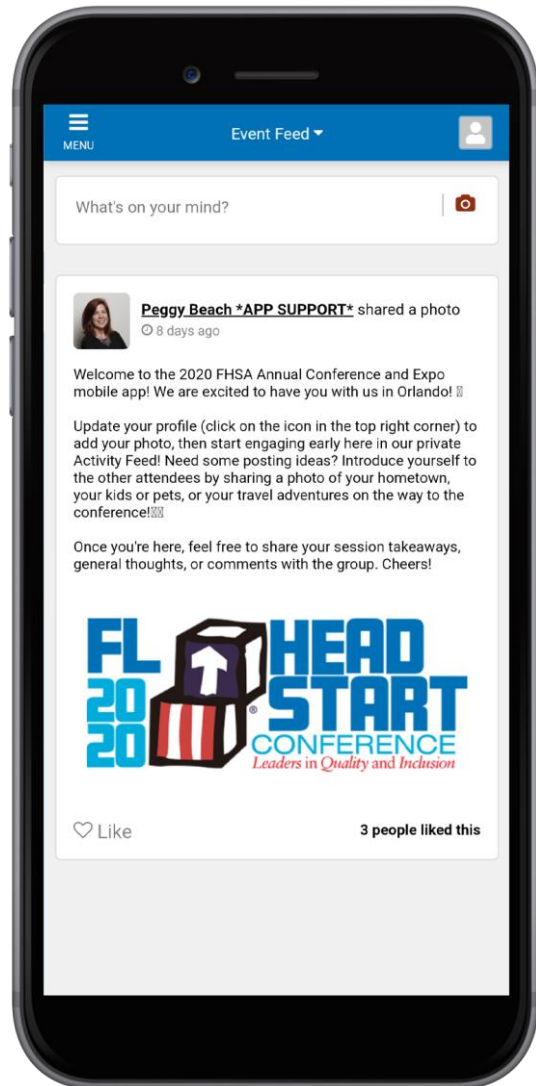 MENU
Event Feed
What's on your mind?
Peggy Beach *APP SUPPORT* shared a photo
8 days ago
Welcome to the 2020 FHSA Annual Conference and Expo
mobile app! We are excited to have you with us in Orlando!
Update your profile (click on the icon in the top right corner) to
add your photo, then start engaging early here in our private
Activity Feed! Need some posting ideas? Introduce yourself to
the other attendees by sharing a photo of your hometown,
your kids or pets, or your travel adventures on the way to the
conference!
Once you're here, feel free to share your session takeaways,
general thoughts, or comments with the group. Cheers!
FL HEAD
2020 START
®
CONFERENCE
Leaders in Quality and Inclusion
Like
3 people liked this